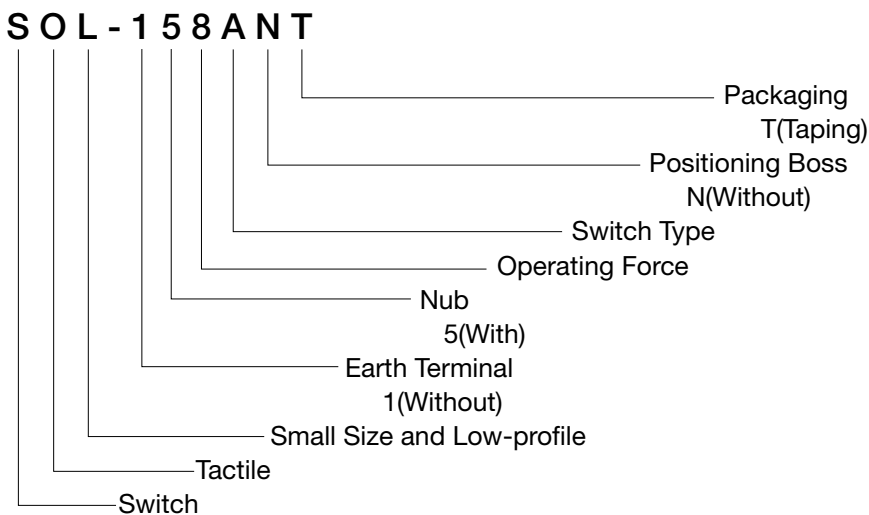 SOL-158ANT
Packaging
T(Taping)
Positioning Boss
N(Without)
Switch Type
Operating Force
Nub
5(With)
Earth Terminal
1(Without)
Small Size and Low-profile
Tactile
Switch